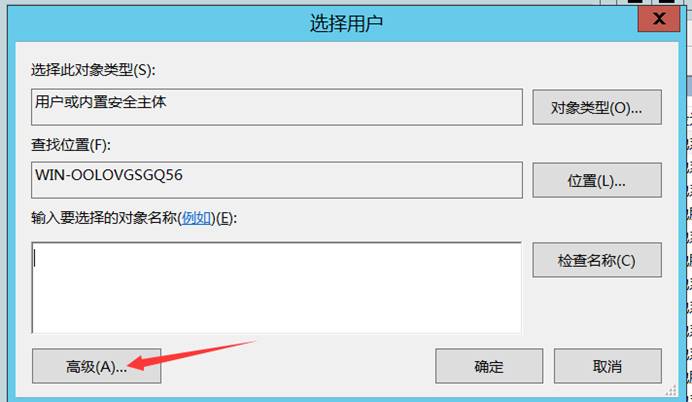 选择用户
X
选择此对象类型(S):
用户或内置安全主体
对象类型(O)...
查找位置(F):
WIN-OOLOVGSGQ56
位置(L)...
输入要选择的对象名称(例如)(E):
检查名称(C)
高级(A)...
确定
取消